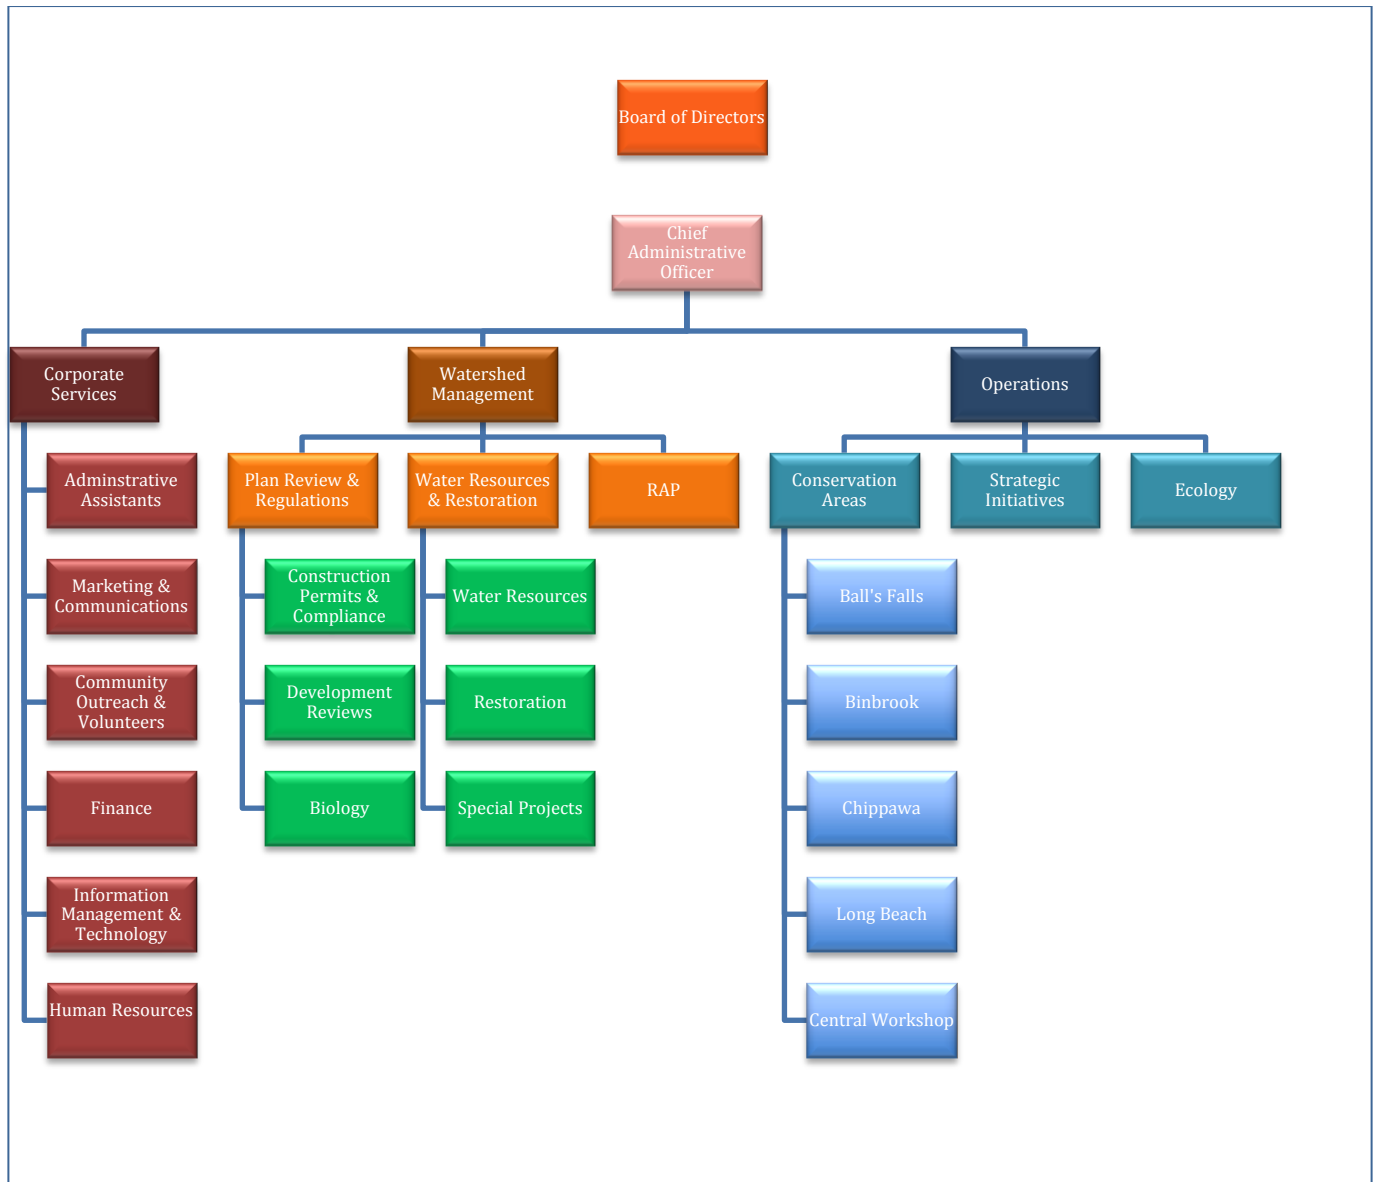 Board of Directors
Chief
Administrative
Officer
Corporate
Services
Watershed
Management
Operations
Adminstrative
Assistants
Plan Review &
Regulations
Water Resources
& Restoration
RAP
Conservation
Areas
Strategic
Initiatives
Ecology
Marketing &
Communications
Construction
Permits &
Compliance
Water Resources
Ball's Falls
Community
Outreach &
Volunteers
Development
Reviews
Restoration
Binbrook
Finance
Biology
Special Projects
Chippawa
Information
Management &
Technology
Long Beach
Human Resources
Central Workshop